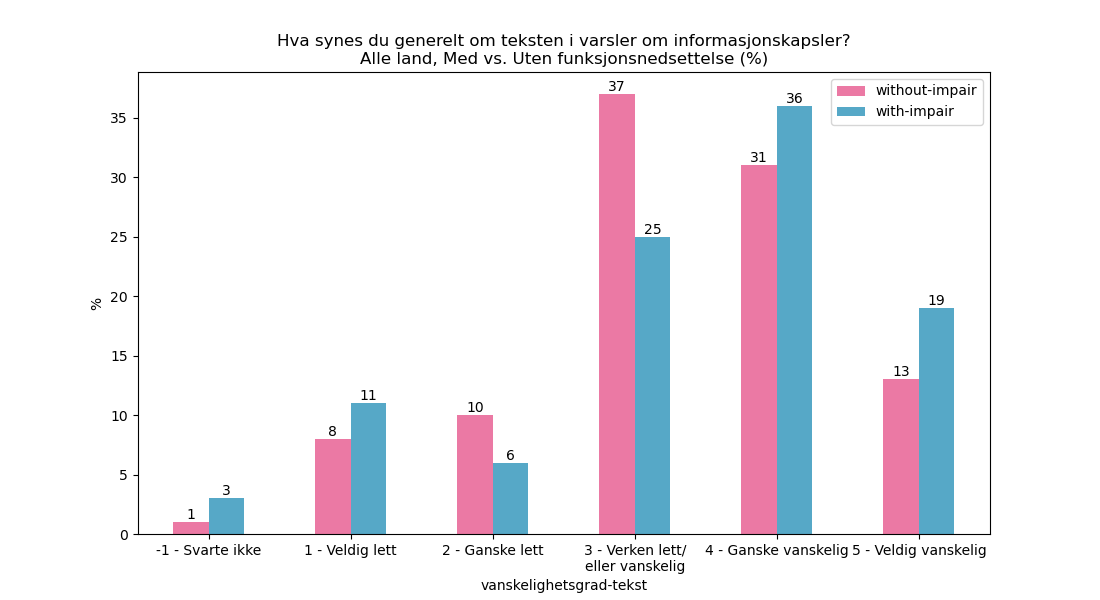 Hva synes du generelt om teksten i varsler om informasjonskapsler?
Alle land, Med vs. Uten funksjonsnedsettelse (%)
without-impair
with-impair
%
35
30
25
20
15
10
5
0
1
3
8
11
10
6
37
25
31
36
13
19
-1 - Svarte ikke
1 - Veldig lett
2 - Ganske lett
3 - Verken lett/
eller vanskelig
4 - Ganske vanskelig
5 - Veldig vanskelig
vanskelighetsgrad-tekst